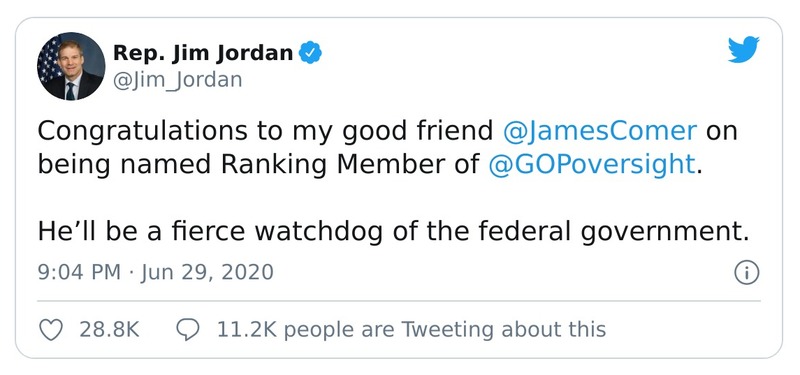 Rep. Jim Jordan
@Jim_Jordan
Congratulations to my good friend @JamesComer on
being named Ranking Member of @GOPoversight.
He’ll be a fierce watchdog of the federal government.
9:04 PM · Jun 29, 2020
28.8K 11.2K people are Tweeting about this